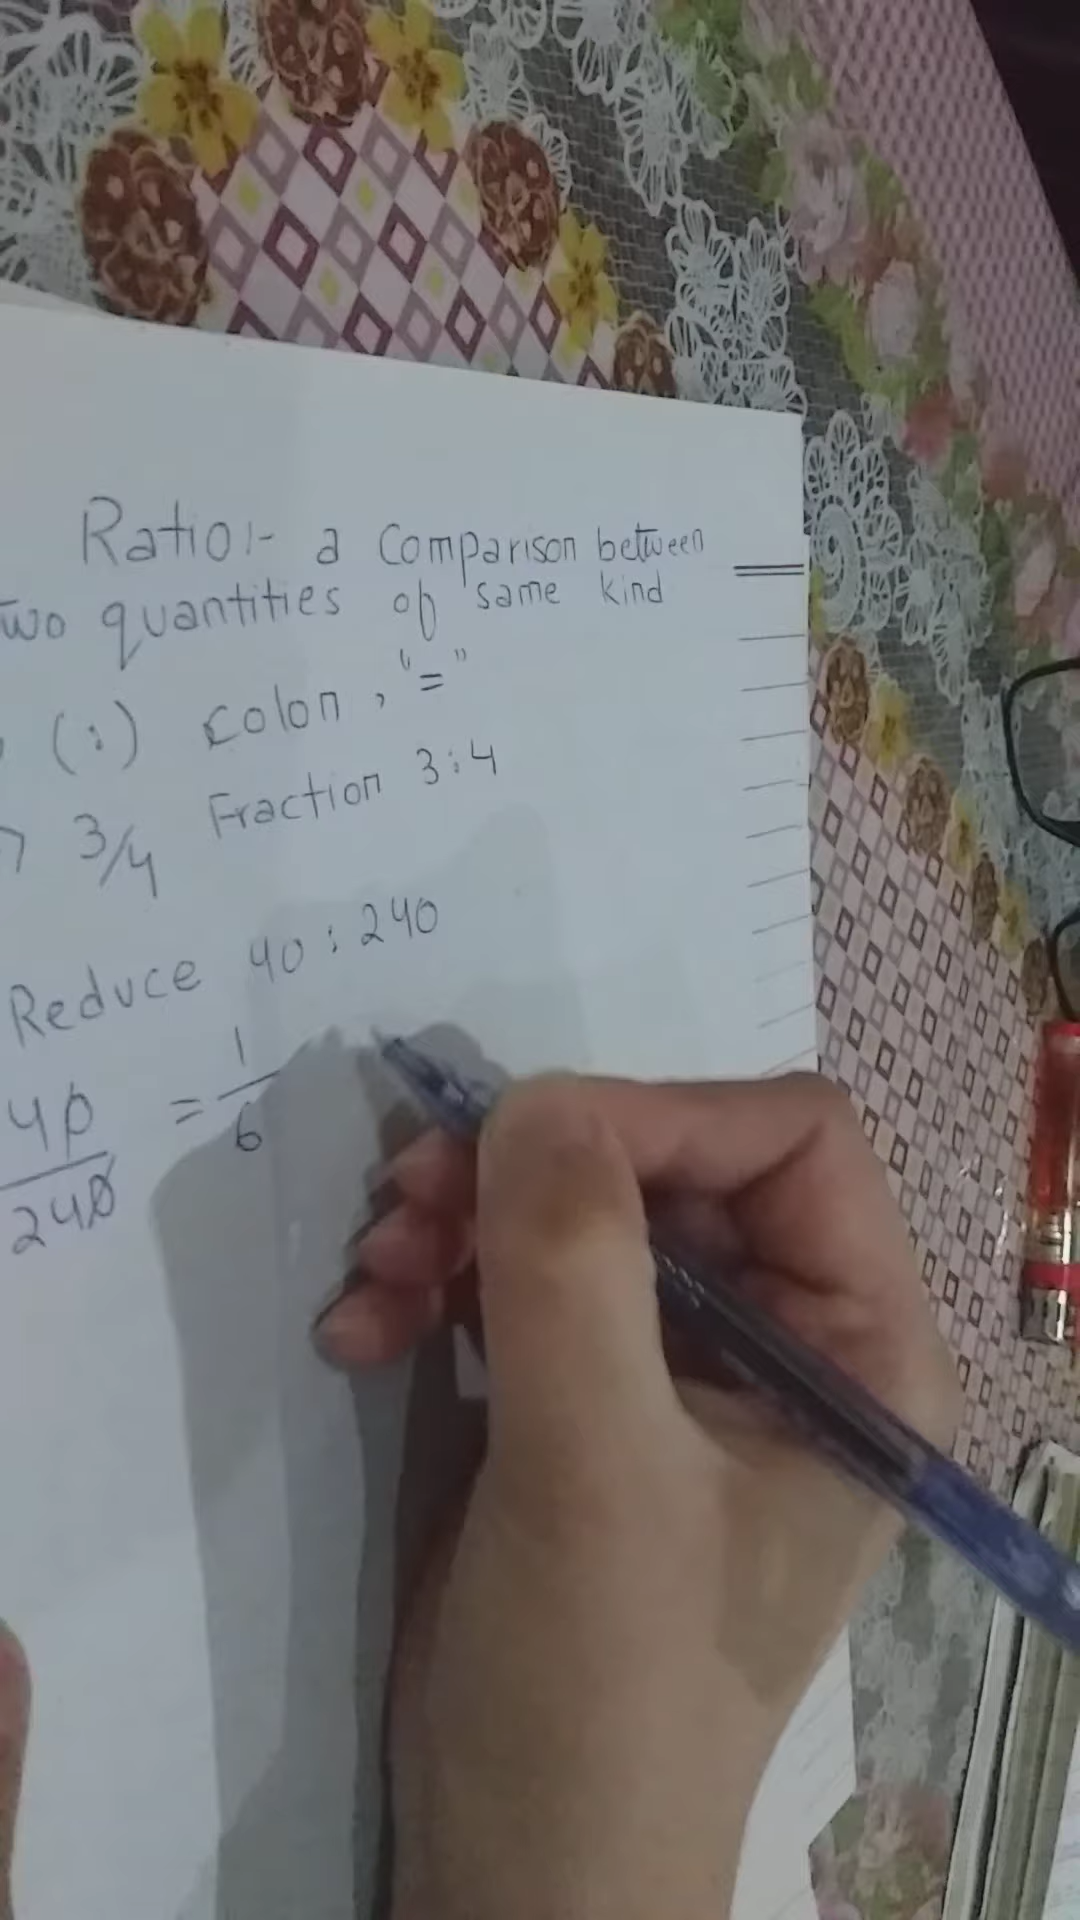 Ratio:- a Comparison between
two quantities of same kind
(:) colon, "="
3/4 Fraction 3:4
Reduce 40 : 240
40/240 = 1/6